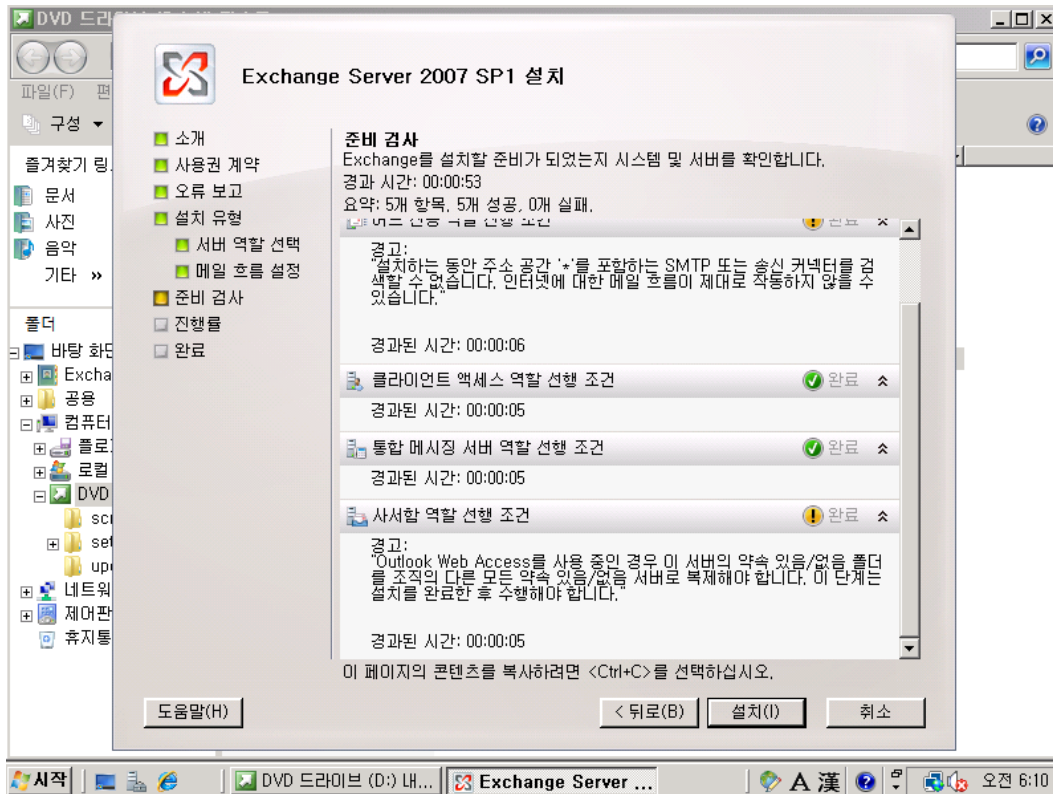 DVD 드라
Exchange Server 2007 SP1 설치
파일(F) 편
구성
즐겨찾기 링
문서
사진
음악
기타 »
폴더
바탕 화면
Excha
공용
컴퓨터
플로
로컬
DVD
scr
set
upd
네트워
제어판
휴지통
소개
사용권 계약
오류 보고
설치 유형
서버 역할 선택
메일 흐름 설정
준비 검사
진행률
완료
준비 검사
Exchange를 설치할 준비가 되었는지 시스템 및 서버를 확인합니다.
경과 시간: 00:00:53
요약: 5개 항목, 5개 성공, 0개 실패.
경고:
"설치하는 동안 주소 공간 '*'를 포함하는 SMTP 또는 송신 커넥터를 검
색할 수 없습니다. 인터넷에 대한 메일 흐름이 제대로 작동하지 않을 수
있습니다."
경과된 시간: 00:00:06
클라이언트 액세스 역할 선행 조건 완료
경과된 시간: 00:00:05
통합 메시징 서버 역할 선행 조건 완료
경과된 시간: 00:00:05
사서함 역할 선행 조건 완료
경고:
"Outlook Web Access를 사용 중인 경우 이 서버의 약속 있음/없음 폴더
를 조직의 다른 모든 약속 있음/없음 서버로 복제해야 합니다. 이 단계는
설치를 완료한 후 수행해야 합니다."
경과된 시간: 00:00:05
이 페이지의 콘텐츠를 복사하려면 <Ctrl+C>를 선택하십시오.
도움말(H) < 뒤로(B) 설치(I) 취소
시작 DVD 드라이브 (D:) 내... Exchange Server ... A 漢 오전 6:10